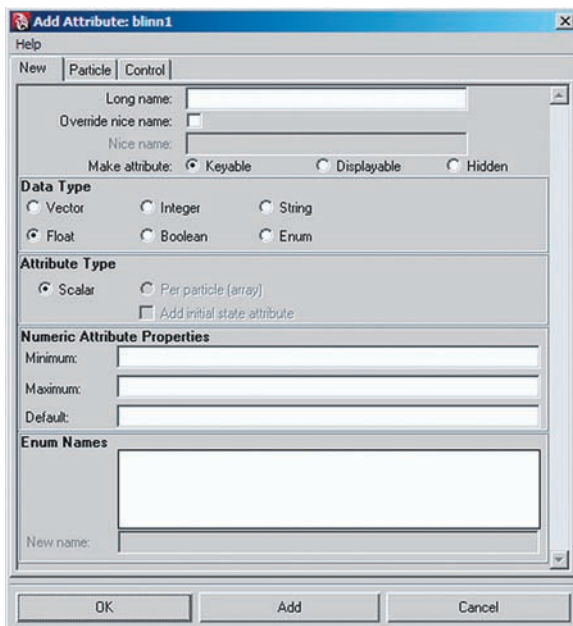 Add Attribute: blinn1
Help
New Particle Control
Long name:
Override nice name:
Nice name:
Make attribute: Keyable Displayable Hidden
Data Type
Vector Integer String
Float Boolean Enum
Attribute Type
Scalar Per particle (array)
Add initial state attribute
Numeric Attribute Properties
Minimum:
Maximum:
Default:
Enum Names
New name:
OK Add Cancel